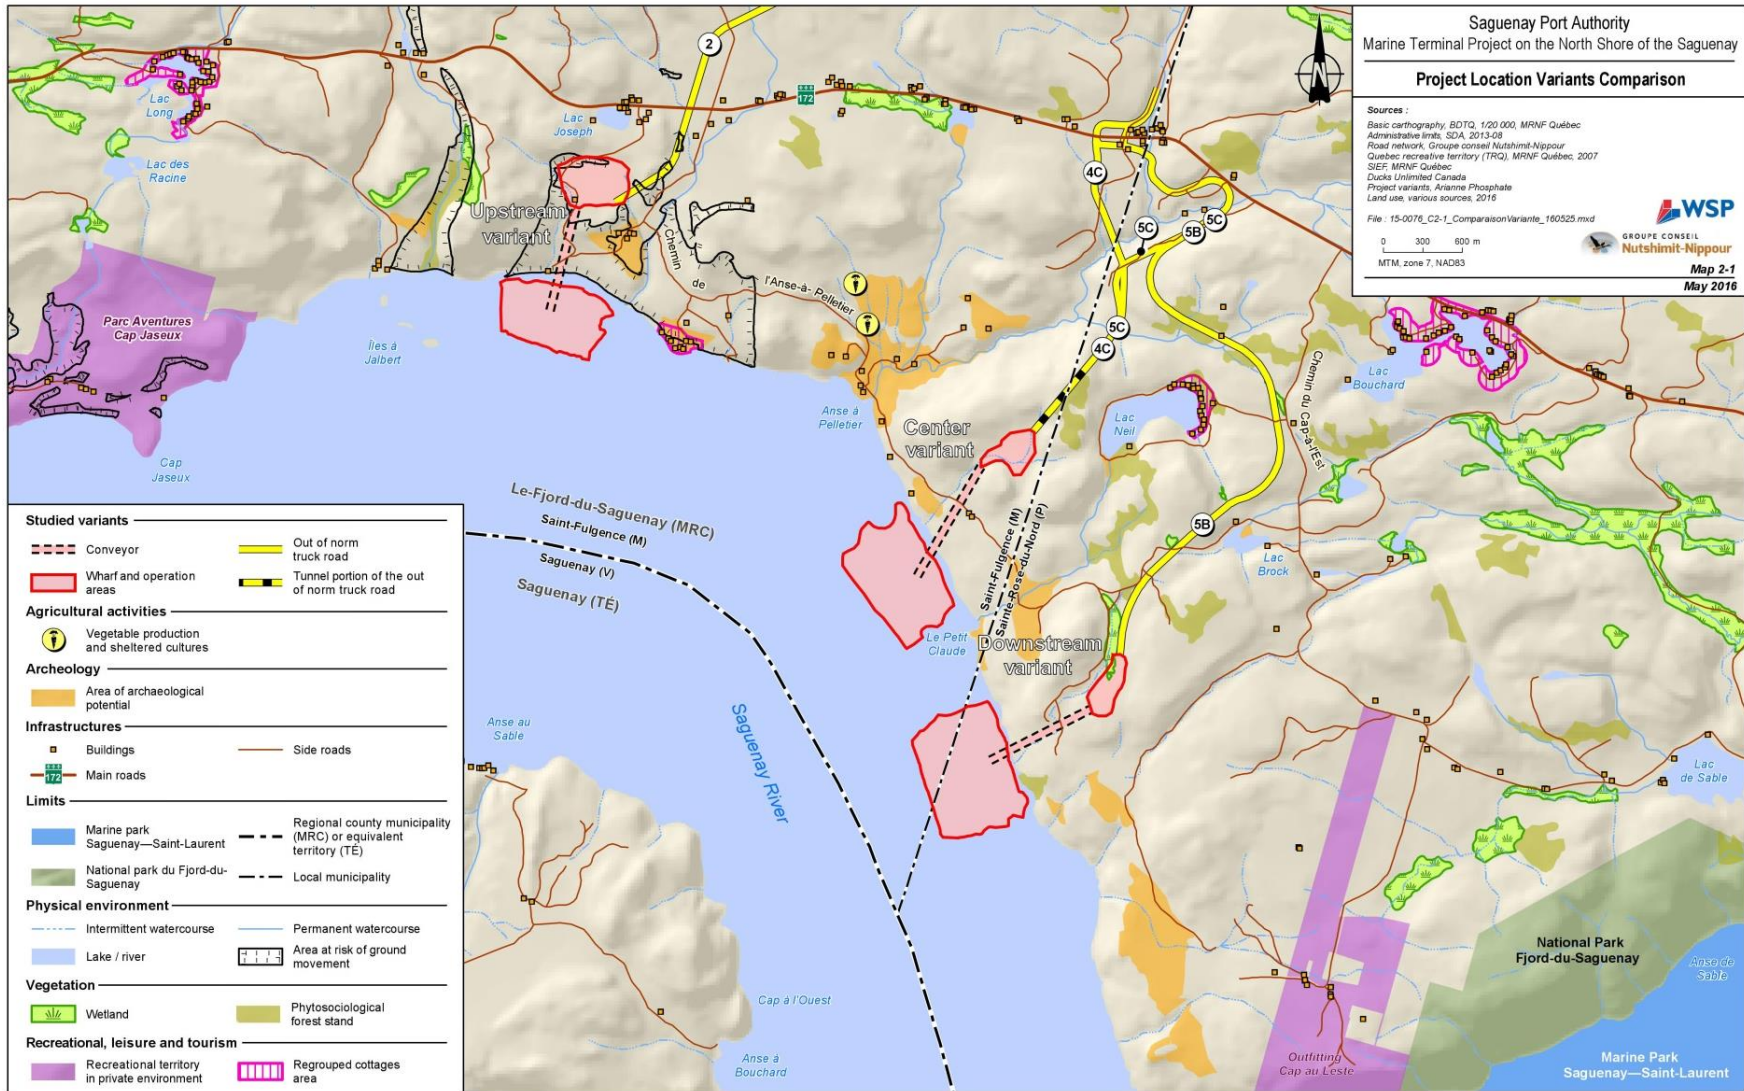 Saguenay Port Authority
Marine Terminal Project on the North Shore of the Saguenay
Project Location Variants Comparison
Sources :
Basic carthography, BDTQ, 1/20 000, MRNF Québec
Administrative limits, SDA, 2013-08
Road network, Groupe conseil Nutshimit-Nippour
Quebec recreative territory (TRQ), MRNF Québec, 2007
SIEF, MRNF Québec
Ducks Unlimited Canada
Project variants, Arianne Phosphate
Land use, various sources, 2016
File : 15-0076_C2-1_ComparaisonVariante_160525.mxd
WSP
GROUPE CONSEIL
Nutshimit-Nippour
0 300 600 m
MTM, zone 7, NAD83
Map 2-1
May 2016
N
2
172
Lac
Long
Lac des
Racine
Lac
Joseph
4C
5C
5B
5C
Upstream
variant
Chemin
de
l'Anse-à- Pelletier
Parc Aventures
Cap Jaseux
Îles à
Jalbert
Cap
Jaseux
5C
4C
Anse à
Pelletier
Center
variant
Lac
Neil
Chemin du Cap-à-l'Est
Lac
Bouchard
5B
Lac
Brock
Le-Fjord-du-Saguenay (MRC)
Saint-Fulgence (M)
Saguenay (V)
Saguenay (TÉ)
Saint-Fulgence (M)
Sainte-Rose-du-Nord (P)
Le Petit
Claude
Downstream
variant
Anse au
Sable
Saguenay River
Lac
de Sable
Cap à l'Ouest
Anse à
Bouchard
National Park
Fjord-du-Saguenay
Anse de
Sable
Outfitting
Cap au Leste
Marine Park
Saguenay—Saint-Laurent
Studied variants
Conveyor
Out of norm
truck road
Wharf and operation
areas
Tunnel portion of the out
of norm truck road
Agricultural activities
Vegetable production
and sheltered cultures
Archeology
Area of archaeological
potential
Infrastructures
Buildings
Side roads
172
Main roads
Limits
Marine park
Saguenay—Saint-Laurent
Regional county municipality
(MRC) or equivalent
territory (TÉ)
National park du Fjord-du-
Saguenay
Local municipality
Physical environment
Intermittent watercourse
Permanent watercourse
Lake / river
Area at risk of ground
movement
Vegetation
Wetland
Phytosociological
forest stand
Recreational, leisure and tourism
Recreational territory
in private environment
Regrouped cottages
area